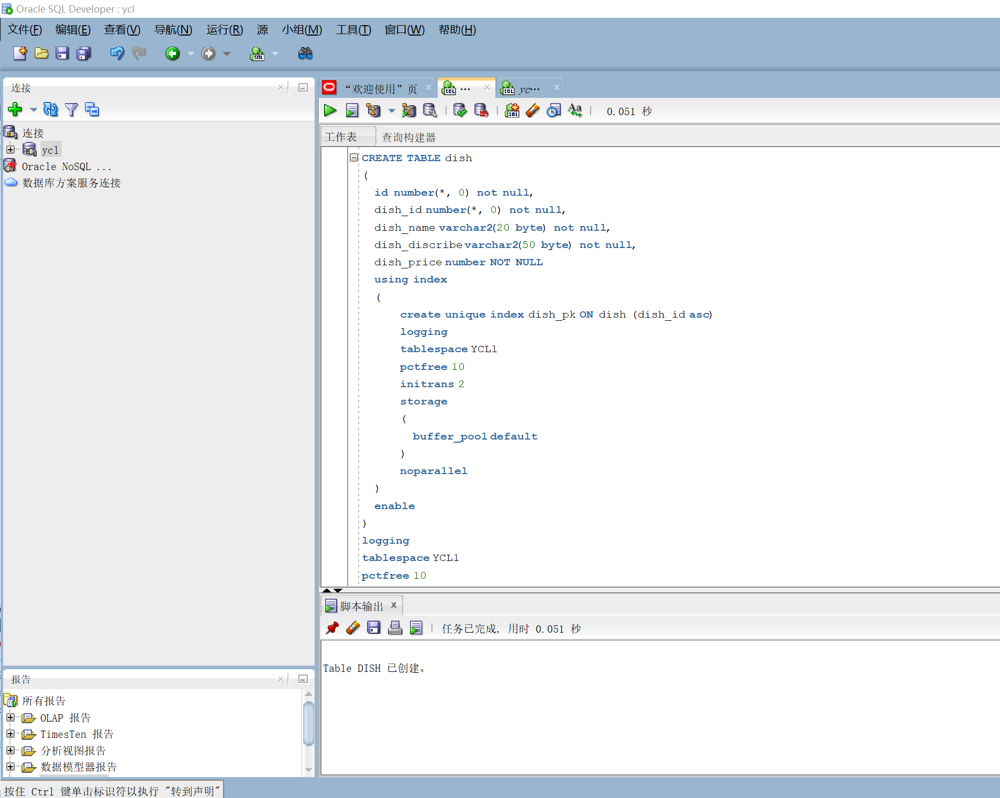 Oracle SQL Developer : ycl
文件(F) 编辑(E) 查看(V) 导航(N) 运行(R) 源 小组(M) 工具(T) 窗口(W) 帮助(H)
连接
连接
ycl
Oracle NoSQL ...
数据库方案服务连接
“欢迎使用”页 ... yc...
0.051 秒
工作表 查询构建器
CREATE TABLE dish
(
id number(*, 0) not null,
dish_id number(*, 0) not null,
dish_name varchar2(20 byte) not null,
dish_discribe varchar2(50 byte) not null,
dish_price number NOT NULL
using index
(
create unique index dish_pk ON dish (dish_id asc)
logging
tablespace YCL1
pctfree 10
initrans 2
storage
(
buffer_pool default
)
noparallel
)
enable
)
logging
tablespace YCL1
pctfree 10
脚本输出
任务已完成, 用时 0.051 秒
Table DISH 已创建。
报告
所有报告
OLAP 报告
TimesTen 报告
分析视图报告
数据模型器报告
按住 Ctrl 键单击标识符以执行 "转到声明"